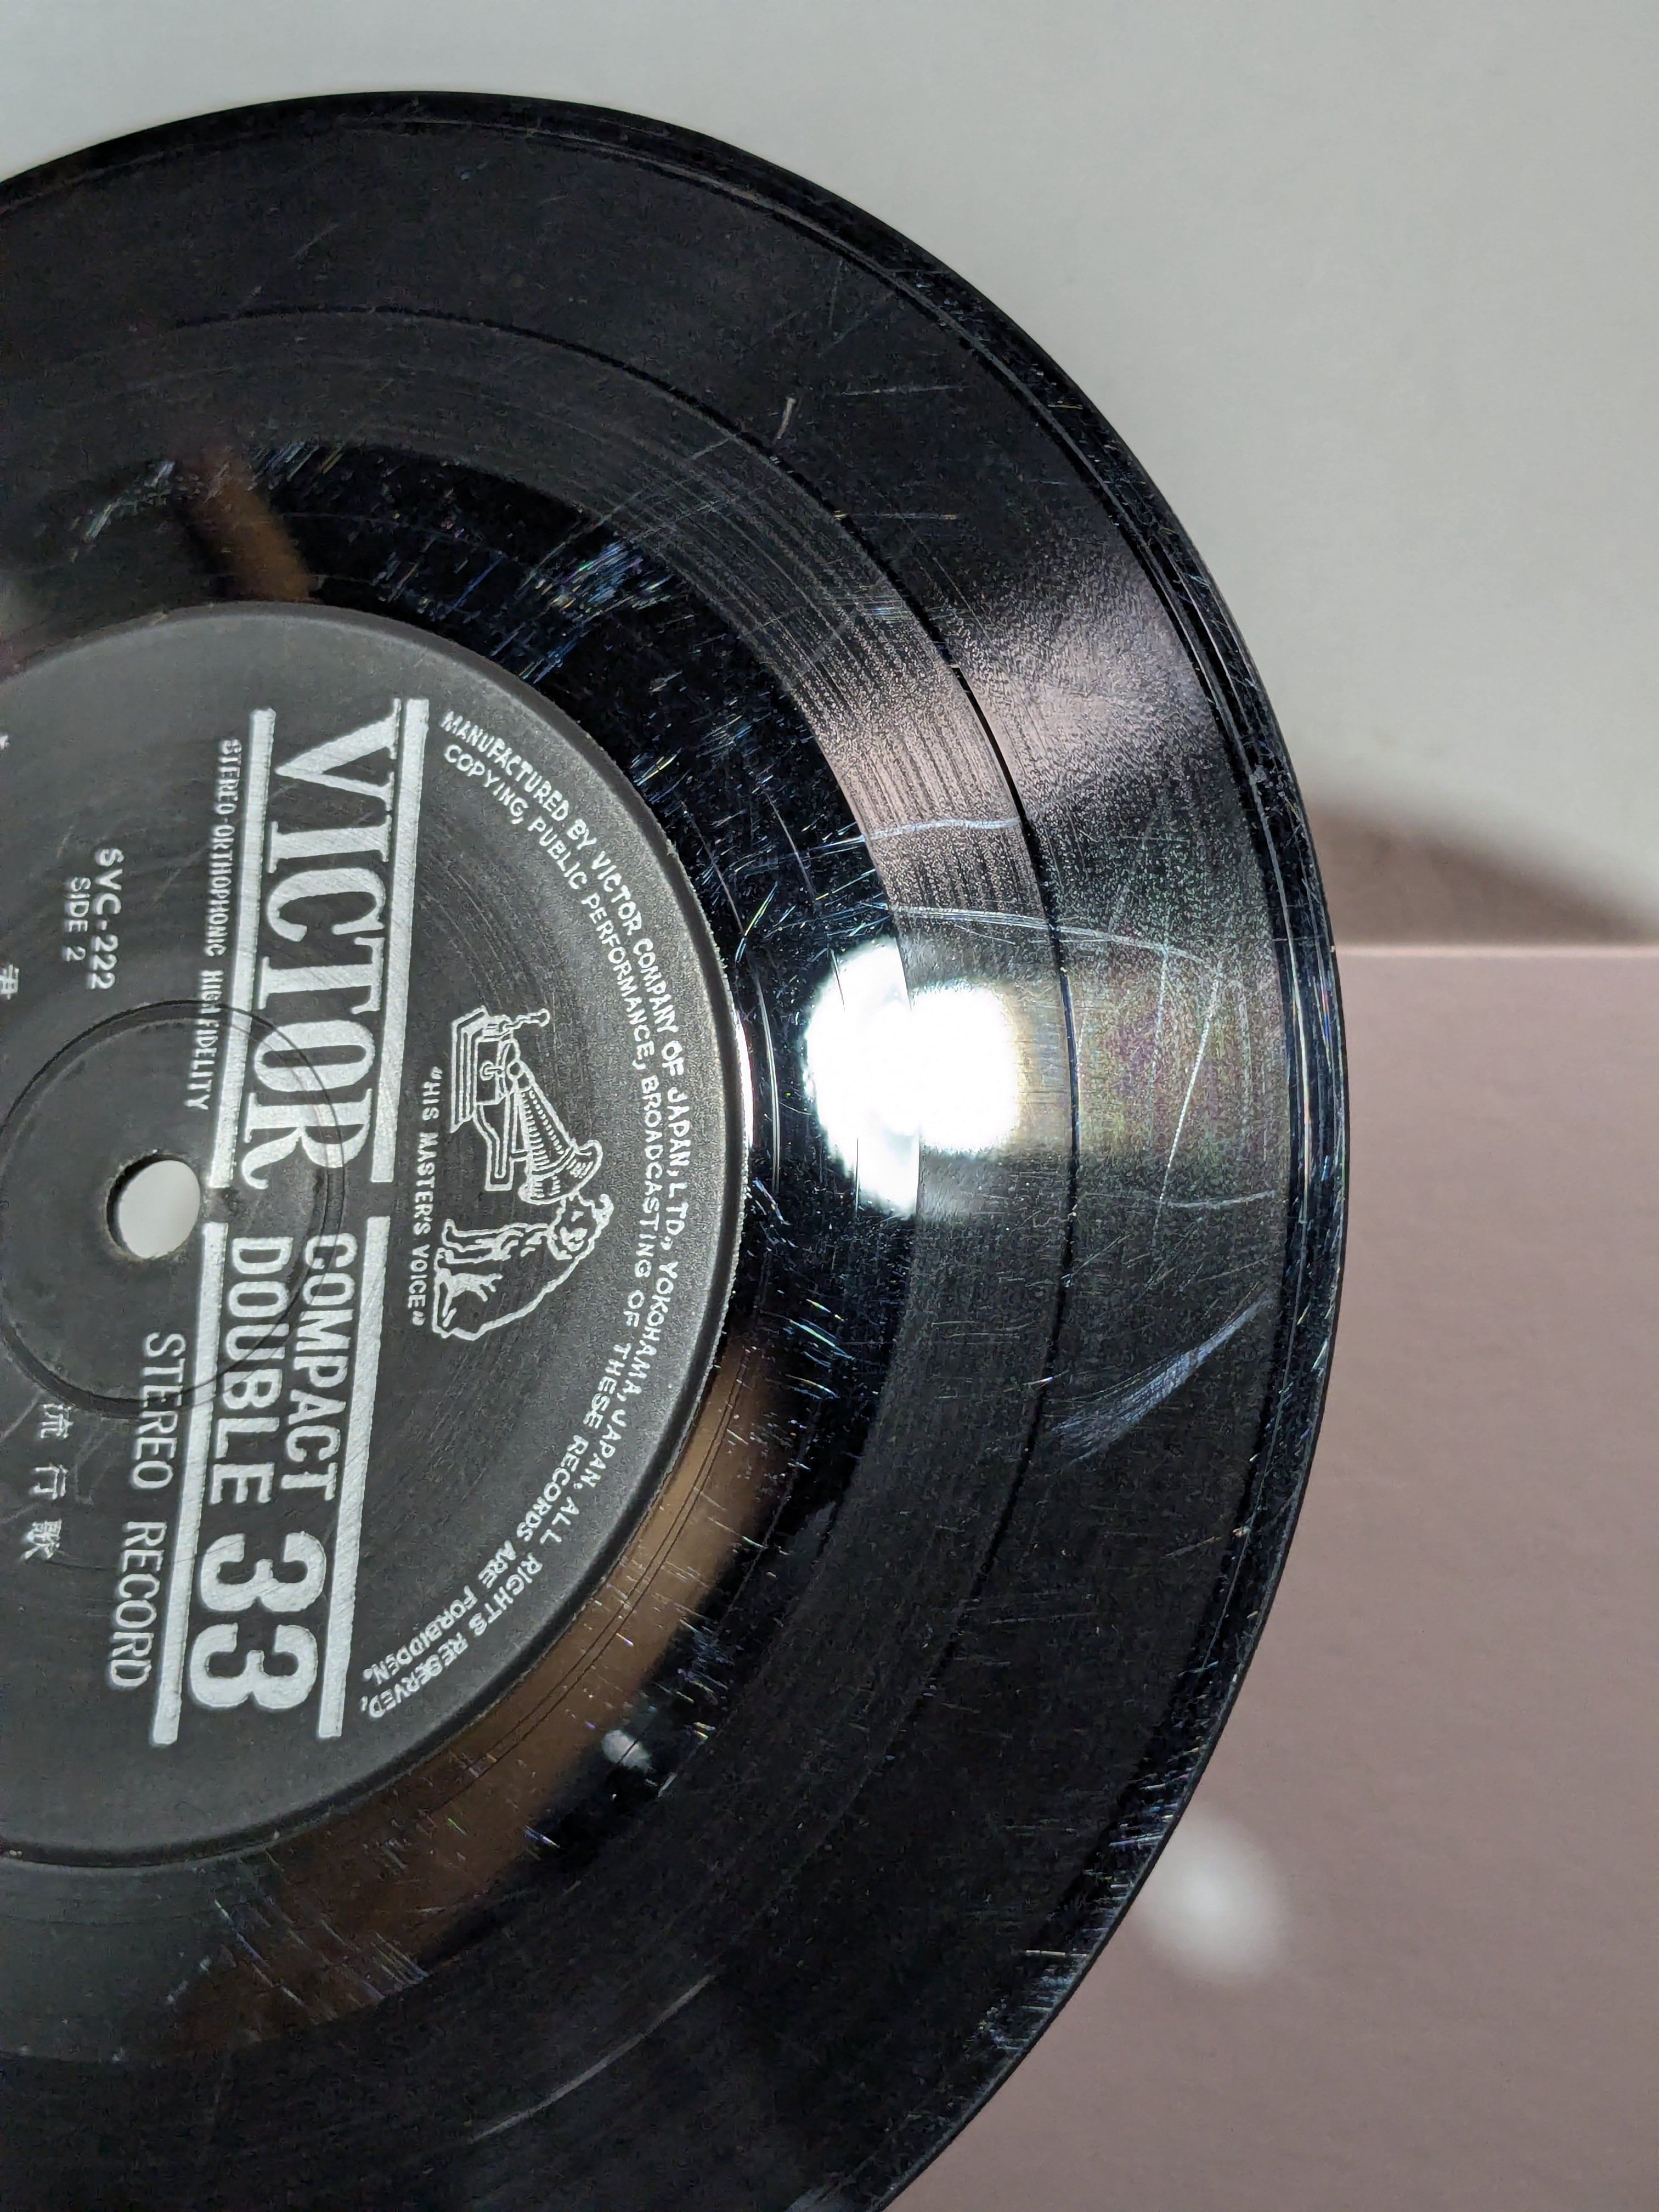 MANUFACTURED BY VICTOR COMPANY OF JAPAN, LTD., YOKOHAMA, JAPAN. ALL RIGHTS RESERVED,
COPYING, PUBLIC PERFORMANCE, BROADCASTING OF THESE RECORDS ARE FORBIDDEN.
"HIS MASTER'S VOICE"
VICTOR COMPACT
DOUBLE 33
STEREO-ORTHOPHONIC HIGH FIDELITY
STEREO RECORD
SVC-222
SIDE 2
流行歌